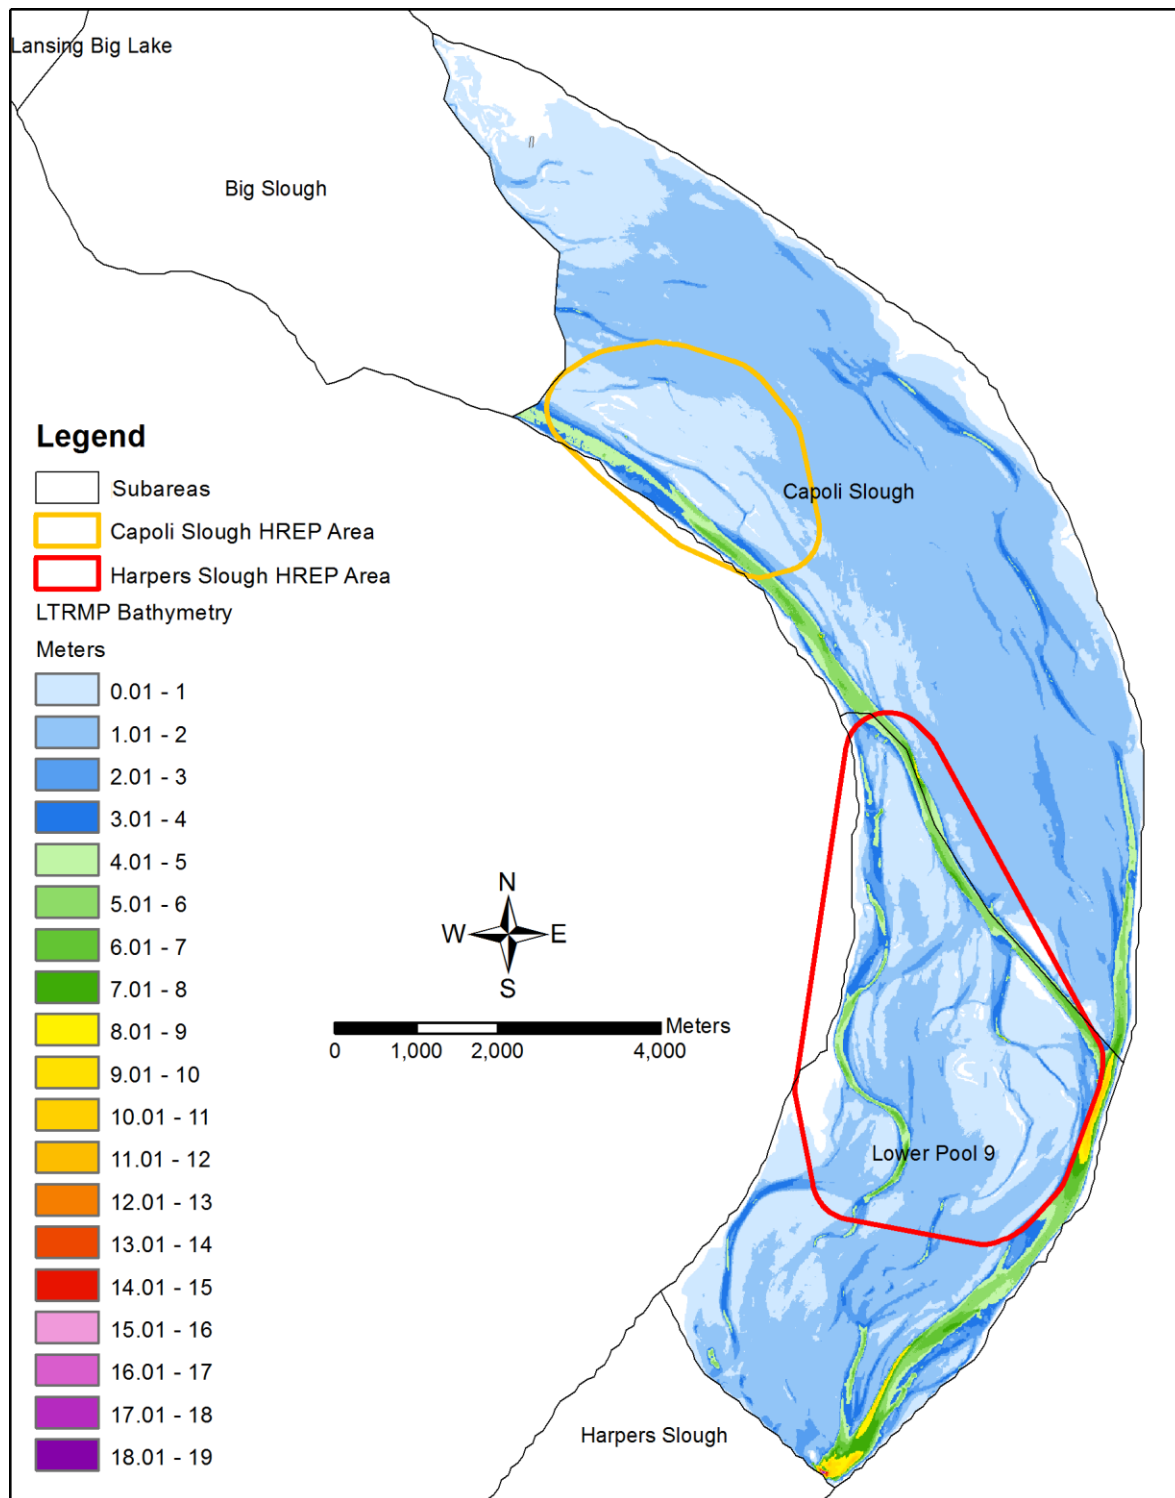 Lansing Big Lake
Big Slough
Capoli Slough
Legend
Subareas
Capoli Slough HREP Area
Harpers Slough HREP Area
LTRMP Bathymetry
Meters
0.01 - 1
1.01 - 2
2.01 - 3
3.01 - 4
4.01 - 5
5.01 - 6
6.01 - 7
7.01 - 8
8.01 - 9
9.01 - 10
10.01 - 11
11.01 - 12
12.01 - 13
13.01 - 14
14.01 - 15
15.01 - 16
16.01 - 17
17.01 - 18
18.01 - 19
N
W E
S
Meters
0 1,000 2,000 4,000
Lower Pool 9
Harpers Slough